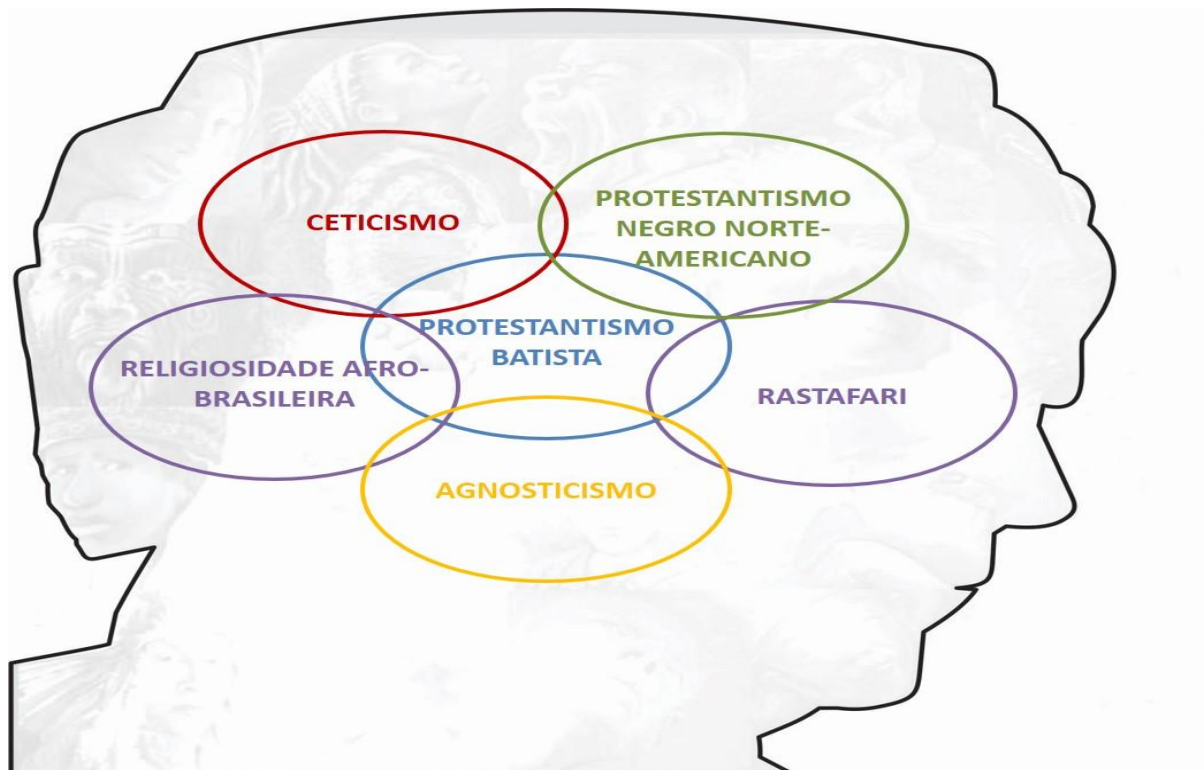 CETICISMO
PROTESTANTISMO
NEGRO NORTE-
AMERICANO
PROTESTANTISMO
BATISTA
RELIGIOSIDADE AFRO-
BRASILEIRA
RASTAFARI
AGNOSTICISMO